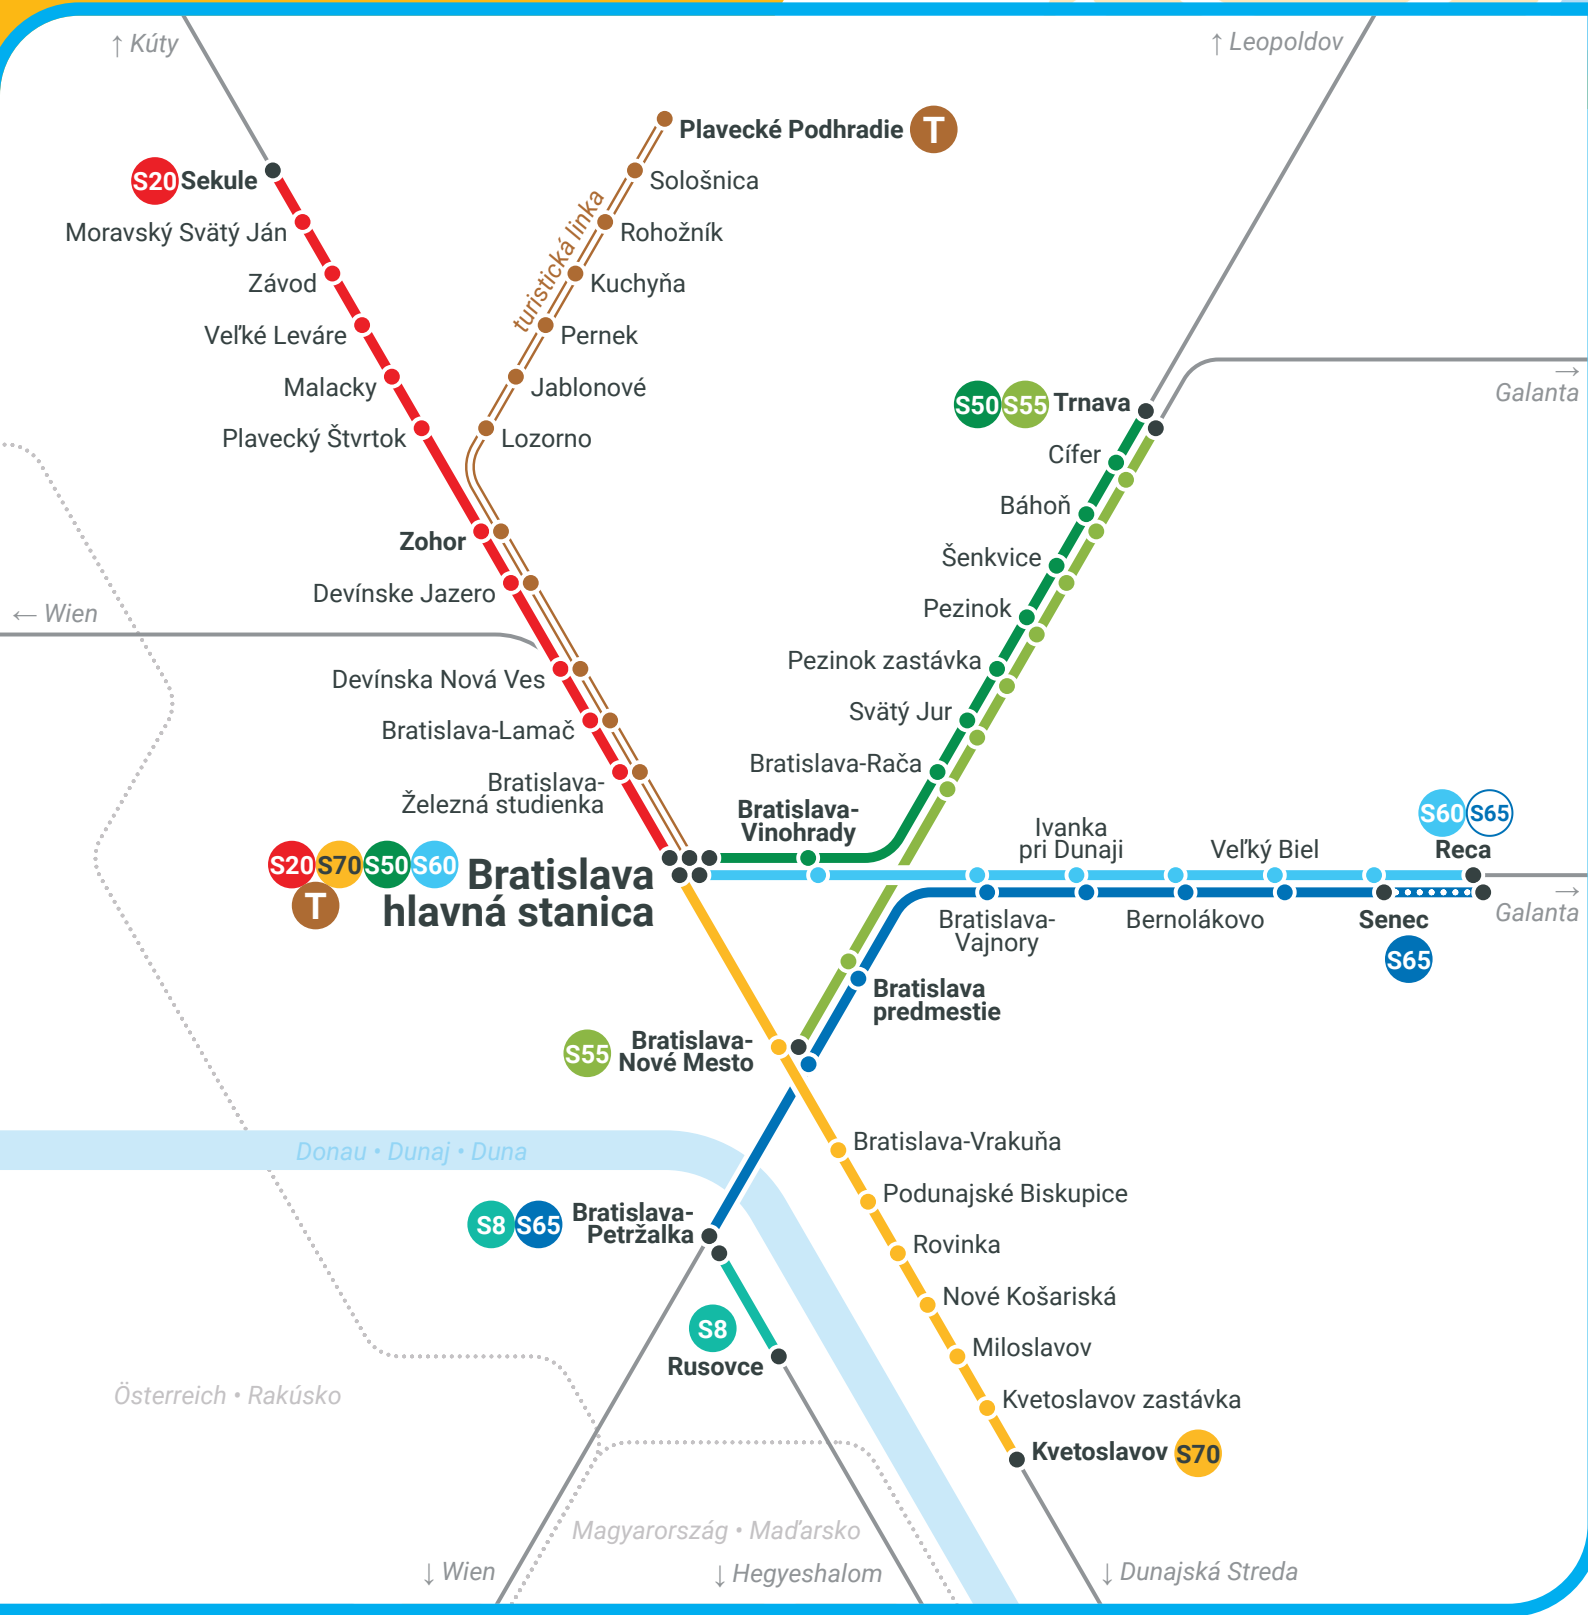 ↑ Kúty
↑ Leopoldov
Plavecké Podhradie T
S20 Sekule
Sološnica
Moravský Svätý Ján
Rohožník
turistická linka
Závod
Kuchyňa
Veľké Leváre
Pernek
Malacky
Jablonové
→
Galanta
S50 S55 Trnava
Plavecký Štvrtok
Lozorno
Cífer
Báhoň
Zohor
Šenkvice
Devínske Jazero
Pezinok
← Wien
Pezinok zastávka
Devínska Nová Ves
Svätý Jur
Bratislava-Lamač
Bratislava-Rača
Bratislava-
Železná studienka
Bratislava-
Vinohrady
Ivanka
pri Dunaji
Veľký Biel
S60 S65
Reca
S20 S70 S50 S60
T
Bratislava
hlavná stanica
→
Galanta
Bratislava-
Vajnory
Bernolákovo
Senec
S65
Bratislava
predmestie
S55
Bratislava-
Nové Mesto
Bratislava-Vrakuňa
Donau • Dunaj • Duna
Podunajské Biskupice
S8 S65
Bratislava-
Petržalka
Rovinka
Nové Košariská
S8
Rusovce
Miloslavov
Österreich • Rakúsko
Kvetoslavov zastávka
Kvetoslavov S70
Magyarország • Maďarsko
↓ Wien
↓ Hegyeshalom
↓ Dunajská Streda